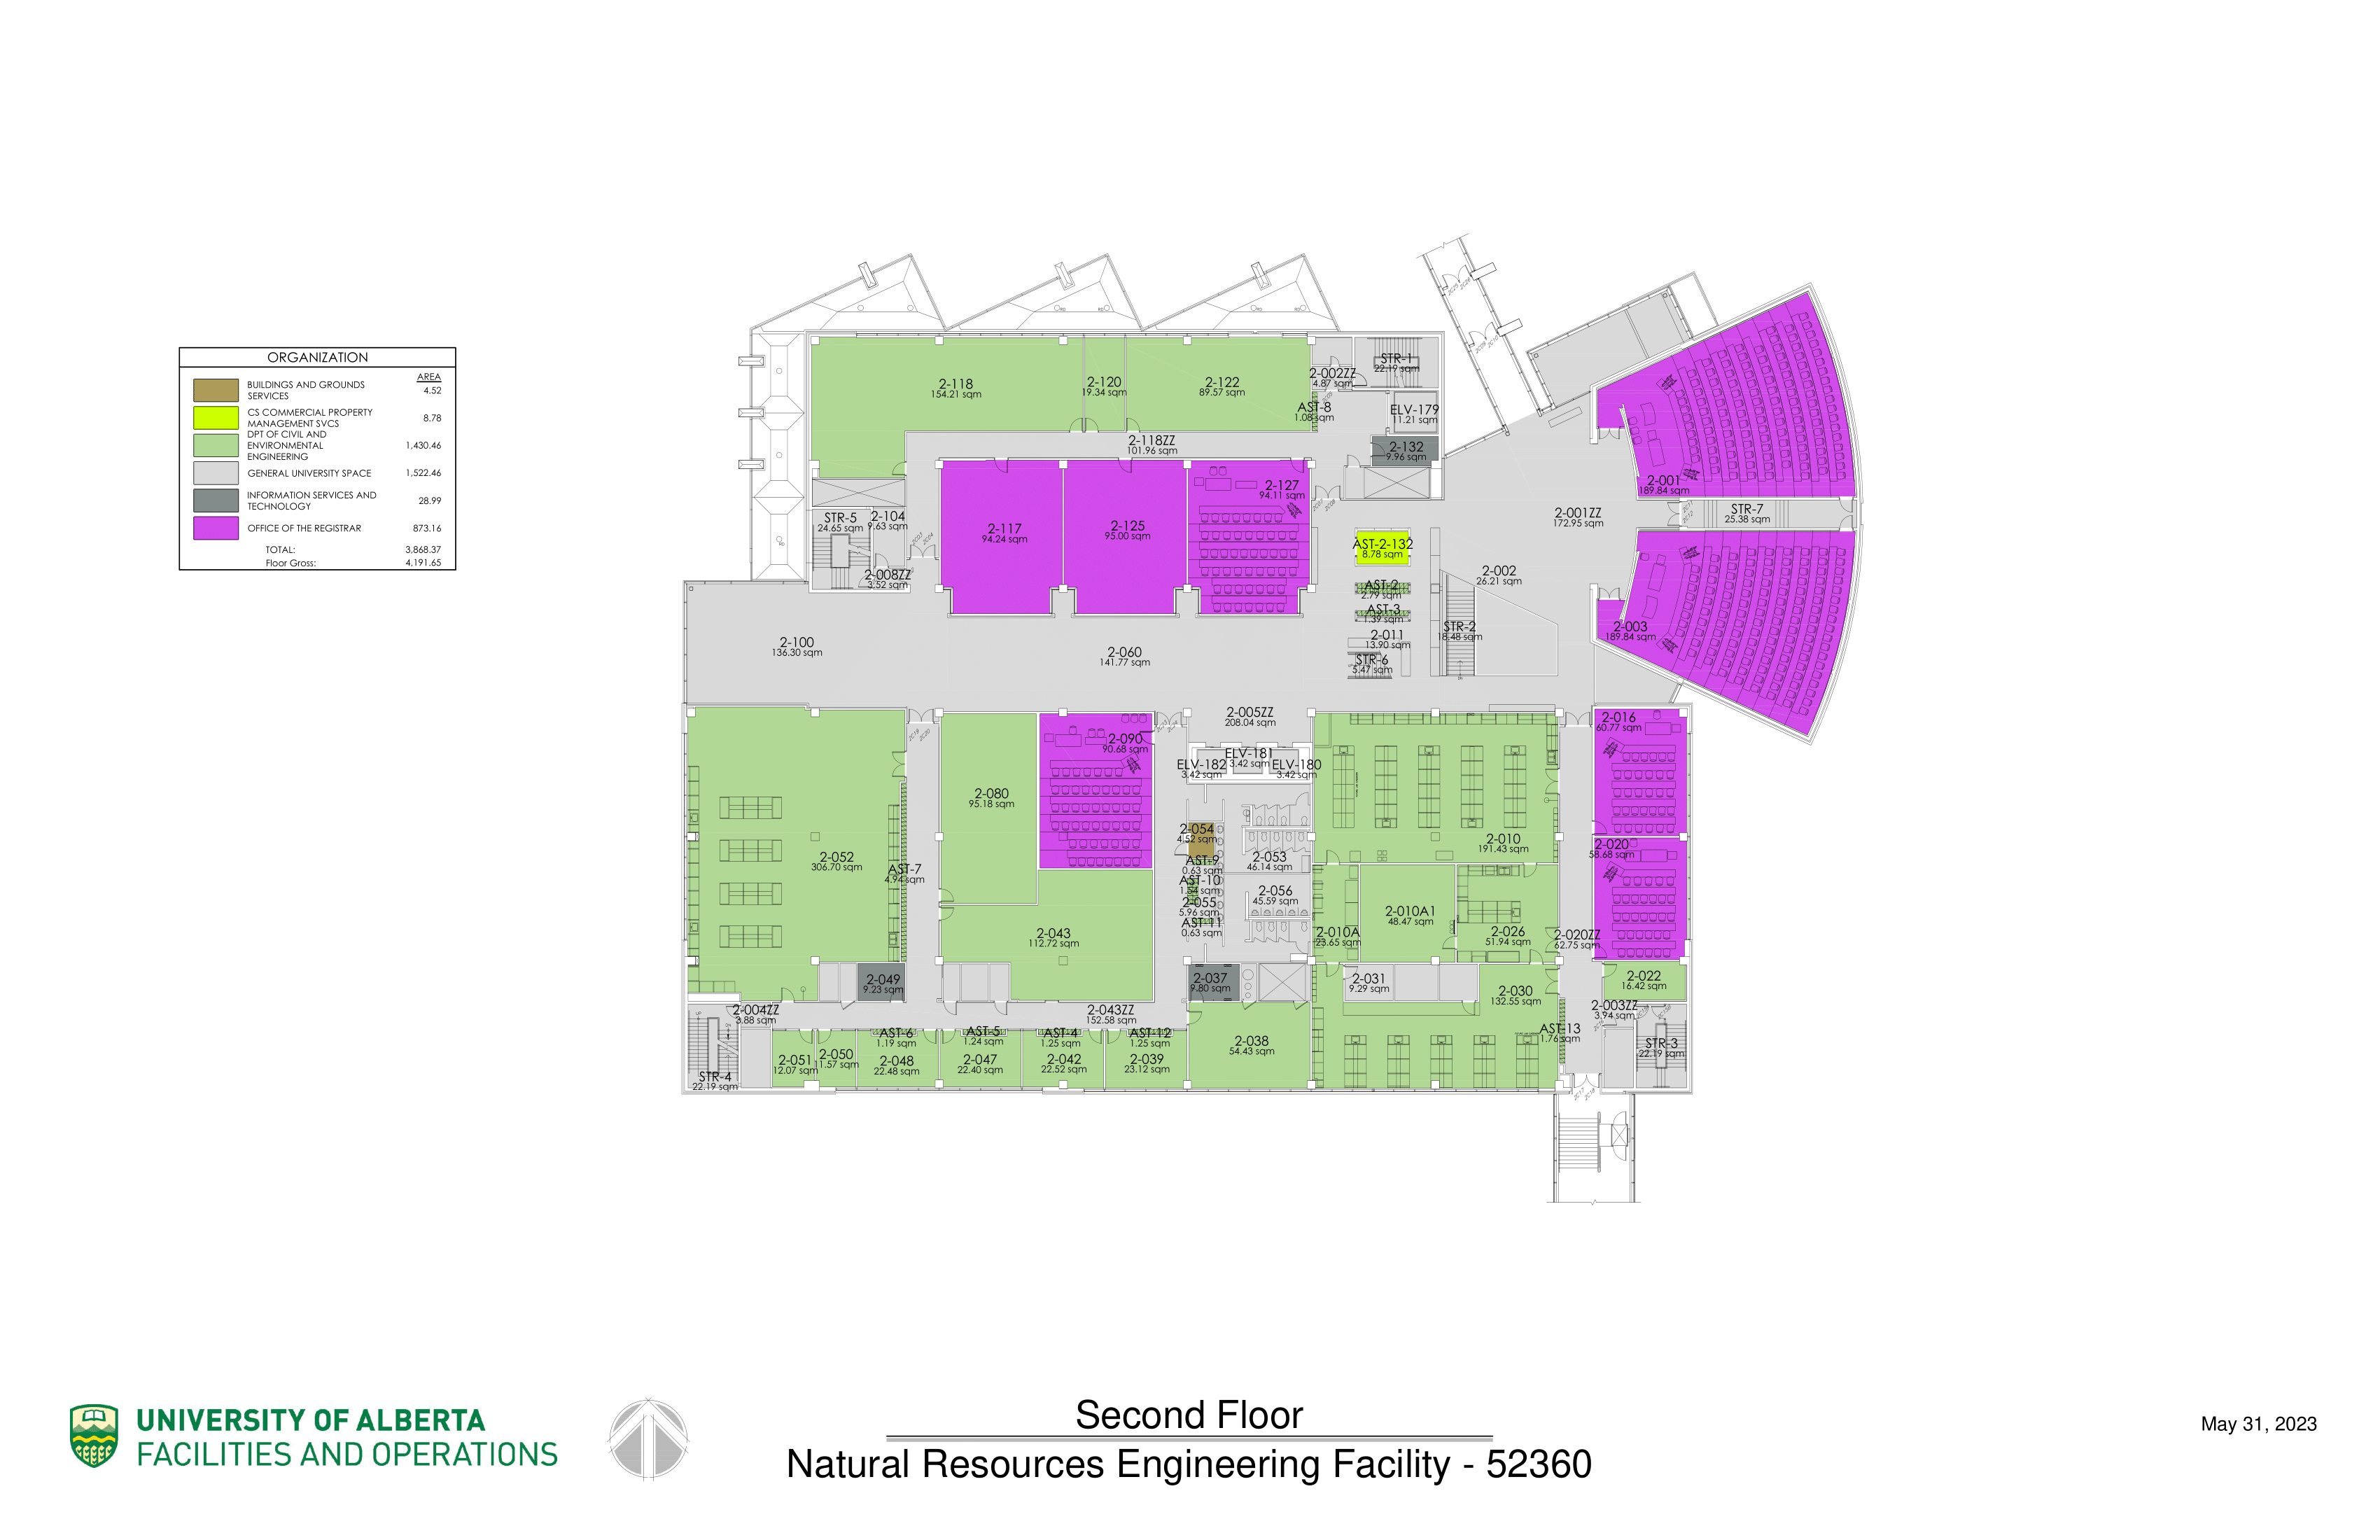 ORGANIZATION
AREA
BUILDINGS AND GROUNDS
SERVICES
4.52
CS COMMERCIAL PROPERTY
MANAGEMENT SVCS
8.78
DPT OF CIVIL AND
ENVIRONMENTAL
ENGINEERING
1,430.46
GENERAL UNIVERSITY SPACE
1,522.46
INFORMATION SERVICES AND
TECHNOLOGY
28.99
OFFICE OF THE REGISTRAR
873.16
TOTAL:
3,868.37
Floor Gross:
4,191.65
2-118
154.21 sqm
2-120
19.34 sqm
2-122
89.57 sqm
2-002ZZ
4.87 sqm
STR-1
22.19 sqm
AST-8
1.08 sqm
ELV-179
11.21 sqm
2-118ZZ
101.96 sqm
2-132
9.96 sqm
2-127
94.11 sqm
2-001
189.84 sqm
STR-5
24.65 sqm
2-104
9.63 sqm
2-117
94.24 sqm
2-125
95.00 sqm
2-001ZZ
172.95 sqm
STR-7
25.38 sqm
AST-2-132
8.78 sqm
2-008ZZ
3.52 sqm
AST-2
2.79 sqm
2-002
26.21 sqm
AST-3
1.39 sqm
2-011
13.90 sqm
STR-2
18.48 sqm
2-003
189.84 sqm
2-100
136.30 sqm
2-060
141.77 sqm
STR-6
5.47 sqm
2-005ZZ
208.04 sqm
2-016
60.77 sqm
2-090
90.68 sqm
ELV-182
3.42 sqm
ELV-181
3.42 sqm
ELV-180
3.42 sqm
2-080
95.18 sqm
2-054
4.52 sqm
2-010
191.43 sqm
2-020
58.68 sqm
2-052
306.70 sqm
AST-7
4.94 sqm
AST-9
0.63 sqm
2-053
46.14 sqm
AST-10
1.54 sqm
2-056
45.59 sqm
2-055
5.96 sqm
AST-11
0.63 sqm
2-010A1
48.47 sqm
2-043
112.72 sqm
2-010A
23.65 sqm
2-026
51.94 sqm
2-020ZZ
62.75 sqm
2-049
9.23 sqm
2-037
9.80 sqm
2-031
9.29 sqm
2-030
132.55 sqm
2-022
16.42 sqm
2-004ZZ
3.88 sqm
2-043ZZ
152.58 sqm
2-003ZZ
3.94 sqm
AST-6
1.19 sqm
AST-5
1.24 sqm
AST-4
1.25 sqm
AST-12
1.25 sqm
AST-13
1.76 sqm
2-051
12.07 sqm
2-050
11.57 sqm
2-048
22.48 sqm
2-047
22.40 sqm
2-042
22.52 sqm
2-039
23.12 sqm
2-038
54.43 sqm
STR-3
22.19 sqm
STR-4
22.19 sqm
UNIVERSITY OF ALBERTA
FACILITIES AND OPERATIONS
Second Floor
Natural Resources Engineering Facility - 52360
May 31, 2023